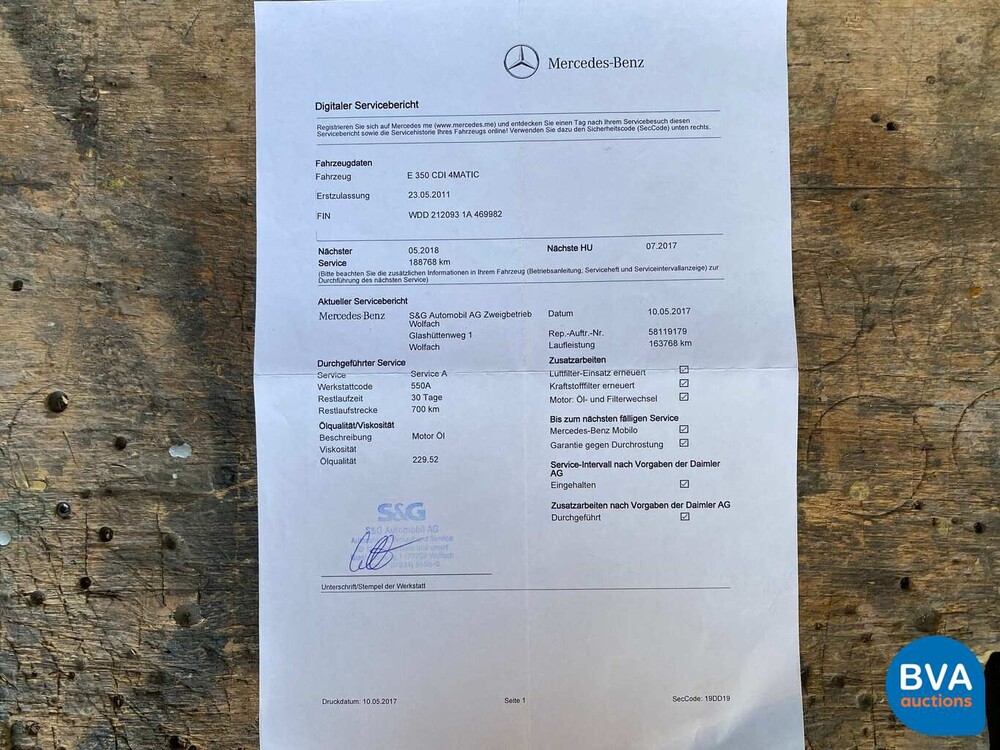 Mercedes-Benz
Digitaler Servicebericht
Registrieren Sie sich auf Mercedes me (www.mercedes.me) und entdecken Sie einen Tag nach Ihrem Servicebesuch diesen
Servicebericht sowie die Servicehistorie Ihres Fahrzeugs online! Verwenden Sie dazu den Sicherheitscode (SecCode) unten rechts.
Fahrzeugdaten
Fahrzeug E 350 CDI 4MATIC
Erstzulassung 23.05.2011
FIN WDD 212093 1A 469982
Nächster 05.2018 Nächste HU 07.2017
Service 188768 km
(Bitte beachten Sie die zusätzlichen Informationen in Ihrem Fahrzeug (Betriebsanleitung, Serviceheft und Serviceintervallanzeige) zur
Durchführung des nächsten Service)
Aktueller Servicebericht
Mercedes-Benz S&G Automobil AG Zweigbetrieb Datum 10.05.2017
Wolfach
Glashüttenweg 1 Rep.-Auftr.-Nr. 58119179
Wolfach Laufleistung 163768 km
Durchgeführter Service Zusatzarbeiten
Service Service A Luftfilter-Einsatz erneuert
Werkstattcode 550A Kraftstofffilter erneuert
Restlaufzeit 30 Tage Motor: Öl- und Filterwechsel
Restlaufstrecke 700 km
Ölqualität/Viskosität Bis zum nächsten fälligen Service
Beschreibung Motor Öl Mercedes-Benz Mobilo
Viskosität Garantie gegen Durchrostung
Ölqualität 229.52
Service-Intervall nach Vorgaben der Daimler
AG
Eingehalten
Zusatzarbeiten nach Vorgaben der Daimler AG
Durchgeführt
S&G
S&G Automobil AG
Unterschrift/Stempel der Werkstatt
Druckdatum: 10.05.2017 Seite 1 SecCode: 19DD19
BVA
auctions